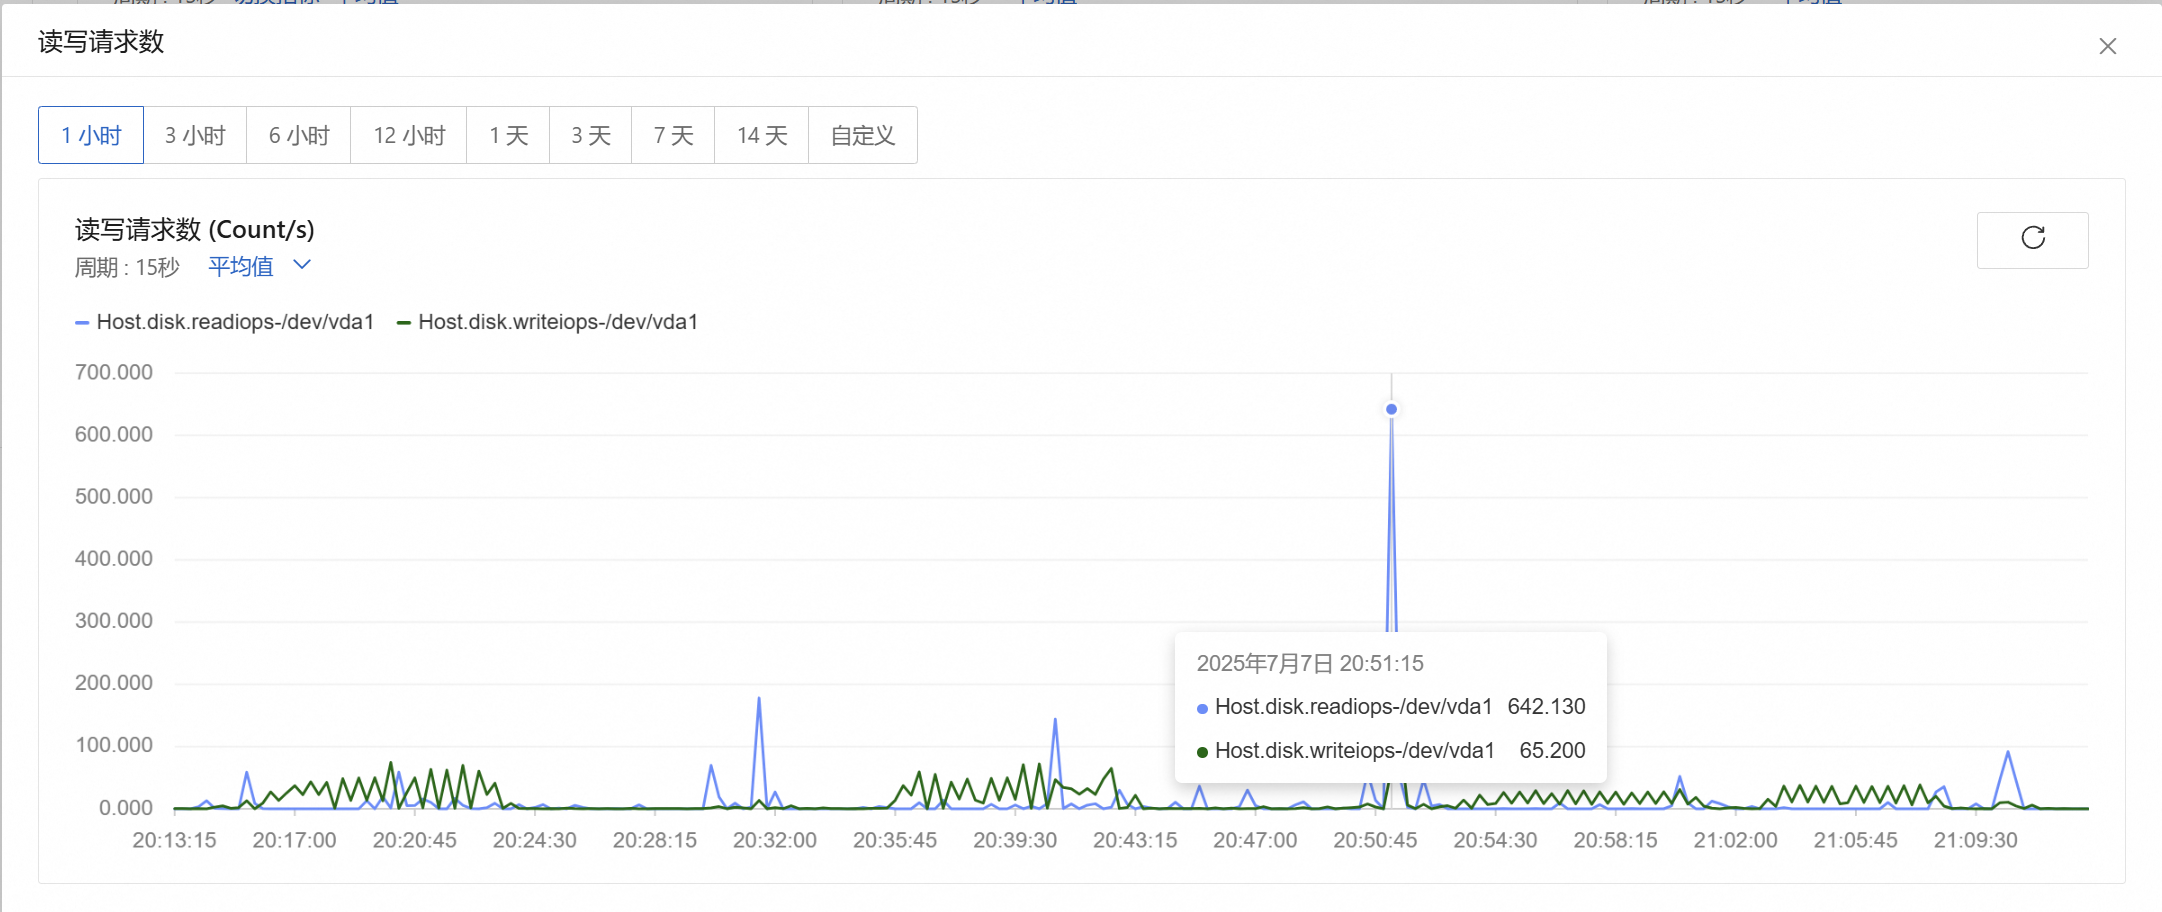 读写请求数
1 小时 3 小时 6 小时 12 小时 1 天 3 天 7 天 14 天 自定义
读写请求数 (Count/s)
周期 : 15秒 平均值
Host.disk.readiops-/dev/vda1 Host.disk.writeiops-/dev/vda1
700.000
600.000
500.000
400.000
300.000
200.000
100.000
0.000
2025年7月7日 20:51:15
Host.disk.readiops-/dev/vda1 642.130
Host.disk.writeiops-/dev/vda1 65.200
20:13:15 20:17:00 20:20:45 20:24:30 20:28:15 20:32:00 20:35:45 20:39:30 20:43:15 20:47:00 20:50:45 20:54:30 20:58:15 21:02:00 21:05:45 21:09:30